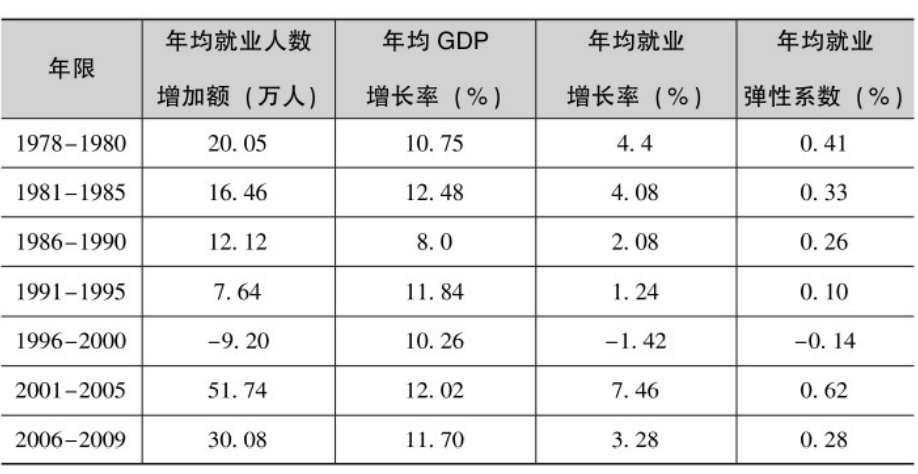 年限 年均就业人数增加额 (万人) 年均 GDP 增长率 (%) 年均就业增长率 (%) 年均就业弹性系数 (%)
1978-1980 20.05 10.75 4.4 0.41
1981-1985 16.46 12.48 4.08 0.33
1986-1990 12.12 8.0 2.08 0.26
1991-1995 7.64 11.84 1.24 0.10
1996-2000 -9.20 10.26 -1.42 -0.14
2001-2005 51.74 12.02 7.46 0.62
2006-2009 30.08 11.70 3.28 0.28